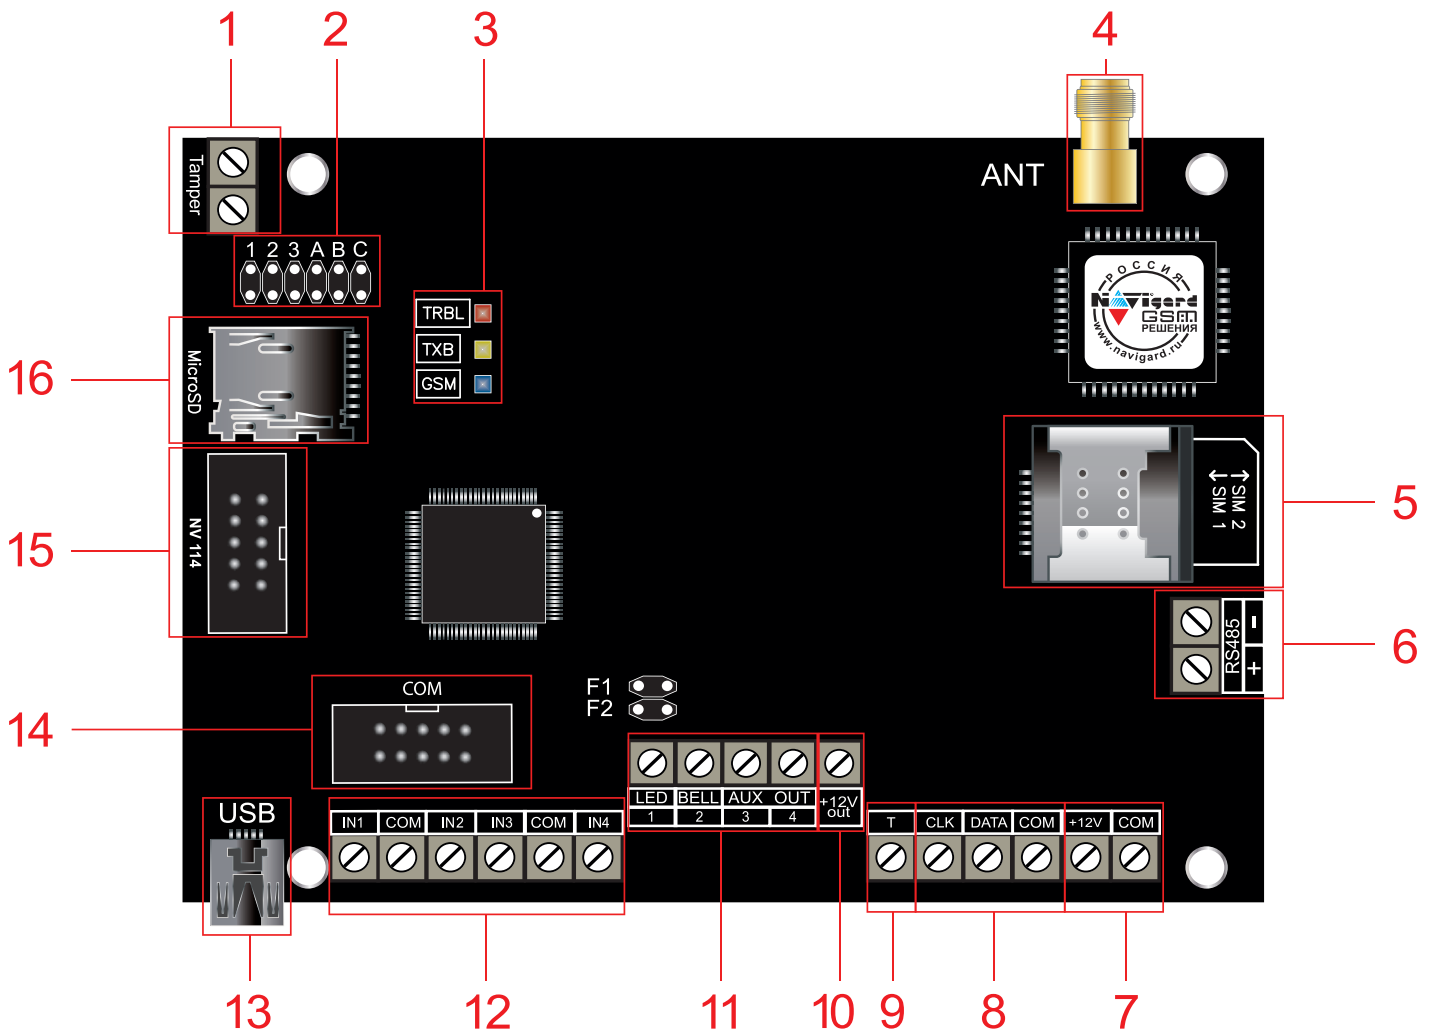 1
2
3
4
Tamper
ANT
1 2 3 A B C
РОССИЯ
NAVIgard
GSM
РЕШЕНИЯ
www.navigard.ru
TRBL
TXB
GSM
16
MicroSD
SIM 2
SIM 1
5
15
NV 114
RS485
-
+
6
COM
14
F1
F2
USB
LED BELL AUX OUT
1 2 3 4
+12V
out
IN1 COM IN2 IN3 COM IN4
T CLK DATA COM +12V COM
13
12
11
10
9
8
7